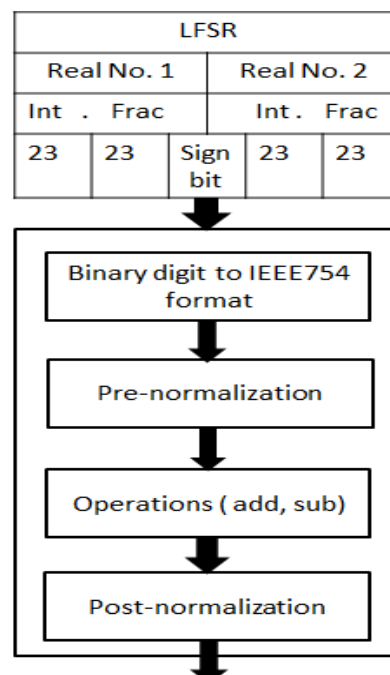 LFSR
Real No. 1 Real No. 2
Int . Frac Int . Frac
23 23 Sign bit 23 23
Binary digit to IEEE754
format
Pre-normalization
Operations ( add, sub)
Post-normalization